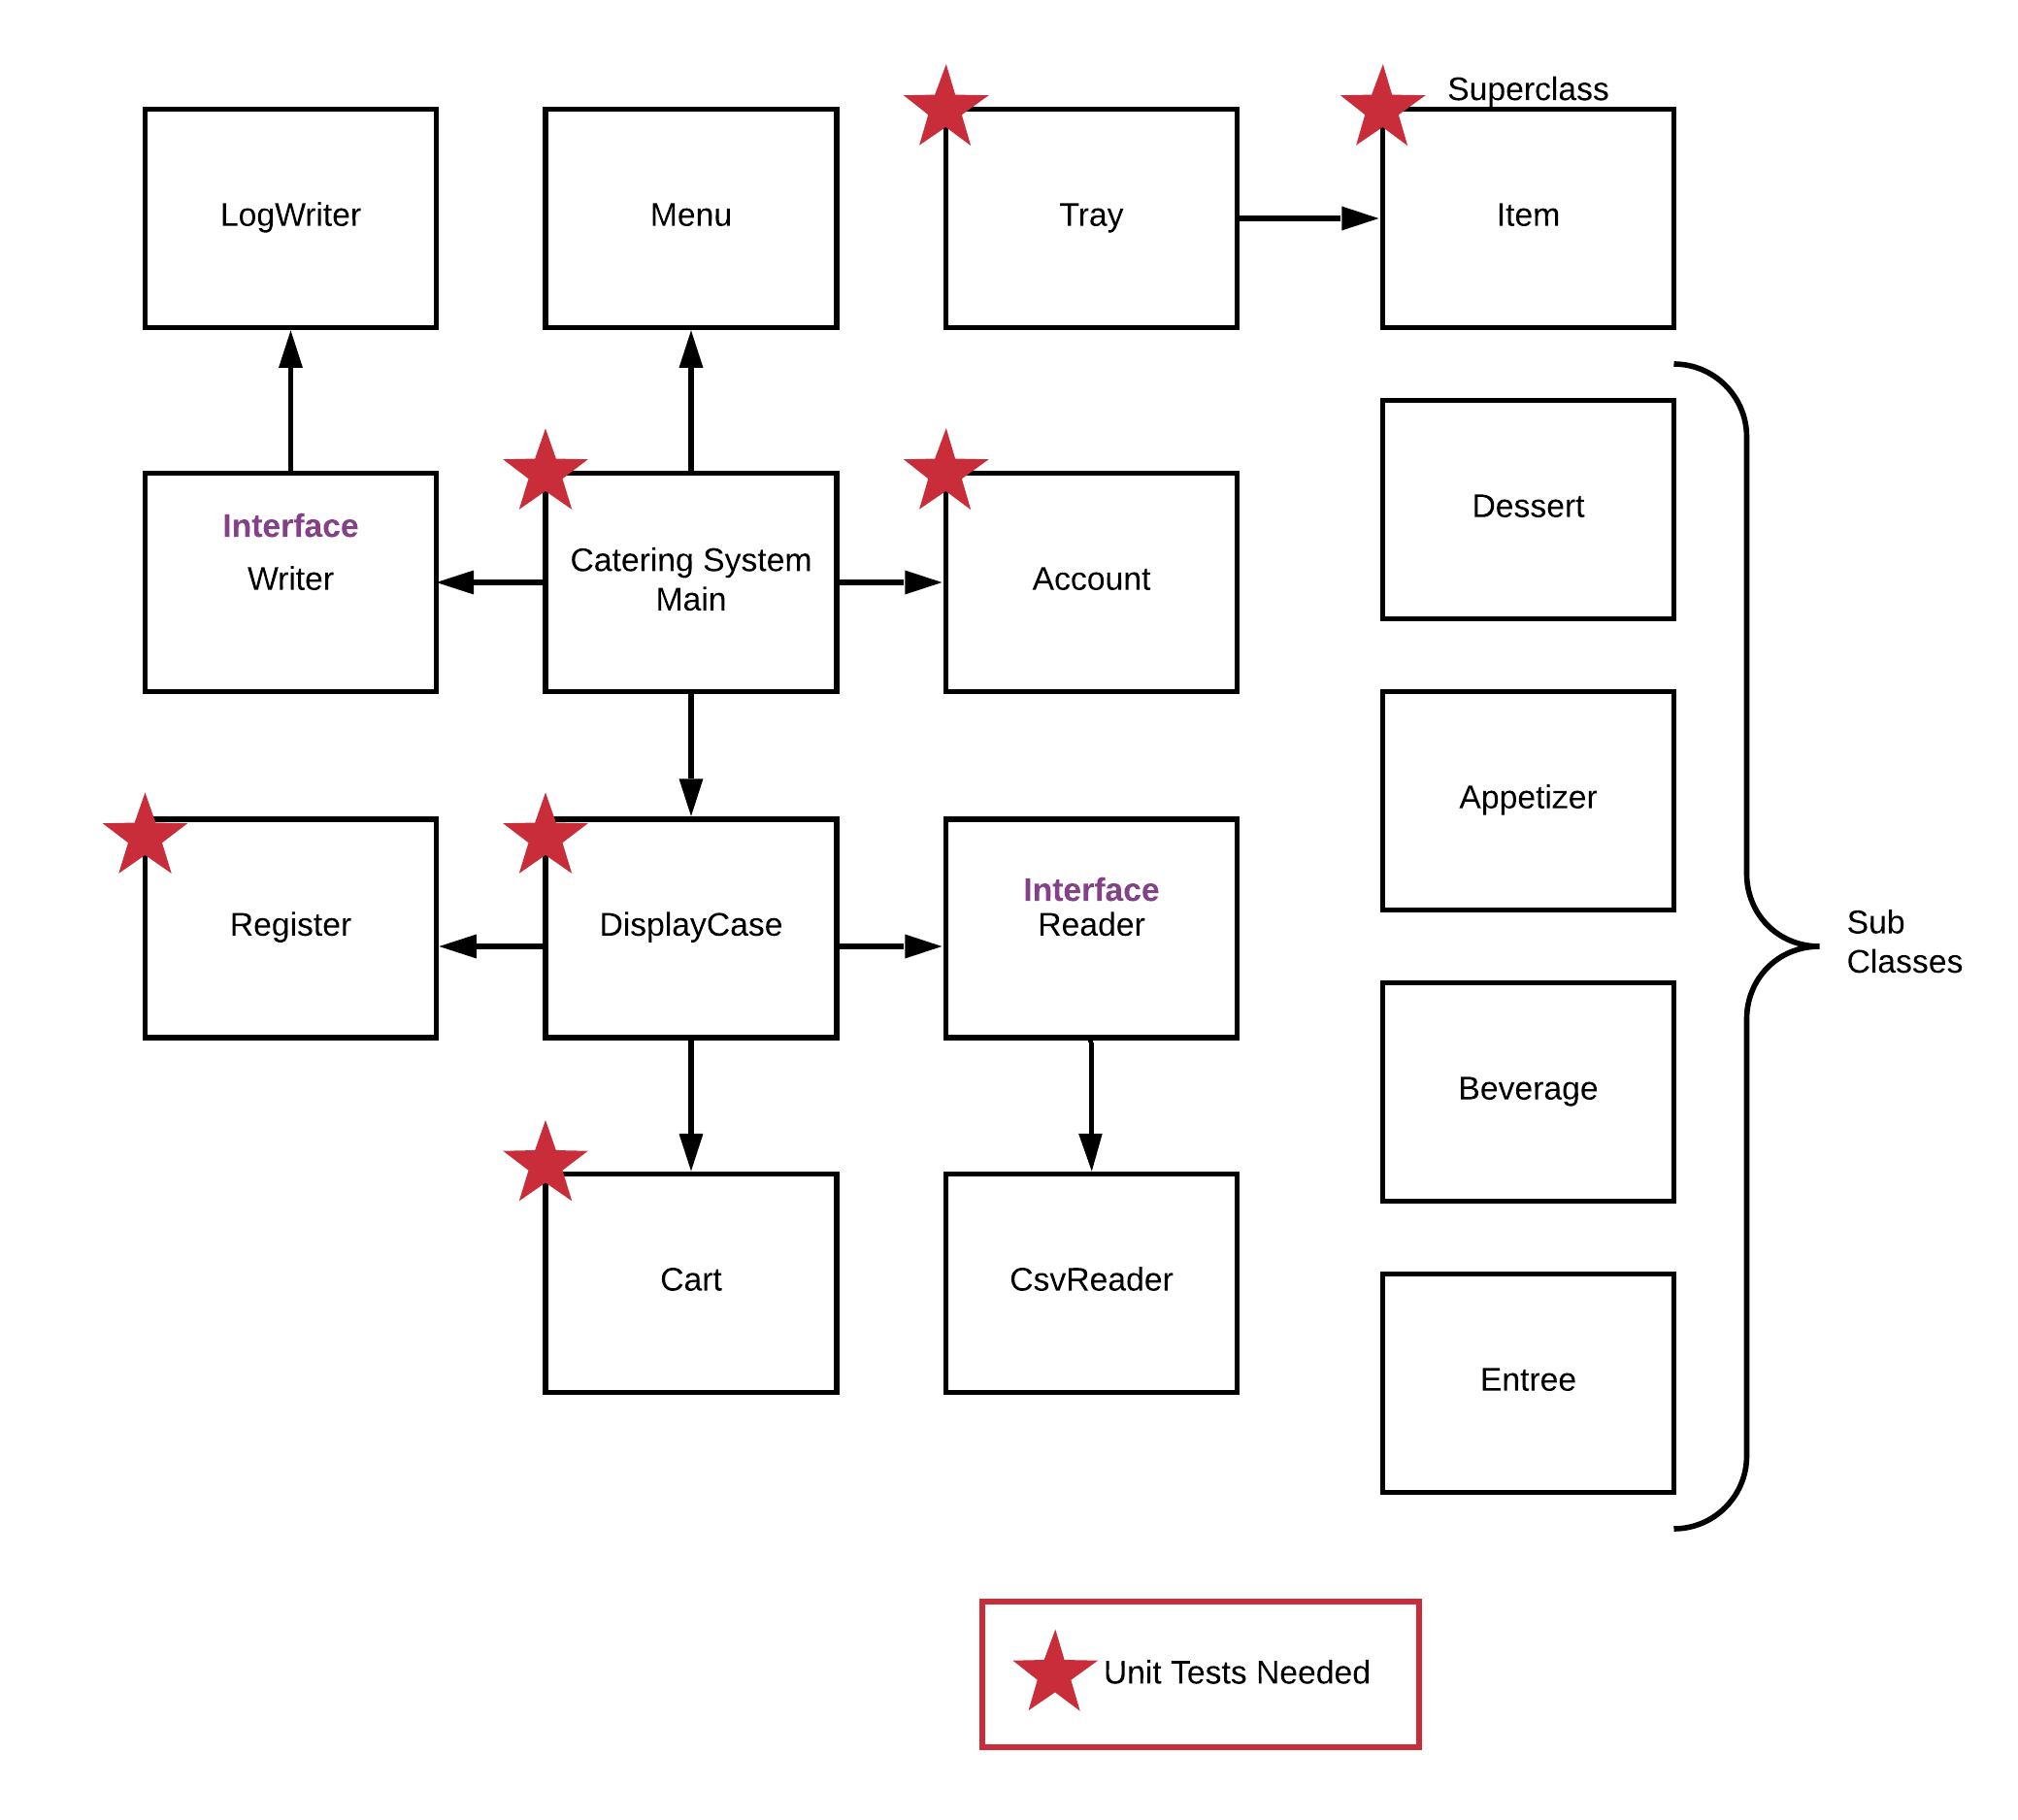 Superclass
LogWriter
Menu
Tray
Item
Interface
Writer
Catering System
Main
Account
Dessert
Appetizer
Register
DisplayCase
Interface
Reader
Sub
Classes
Beverage
Cart
CsvReader
Entree
Unit Tests Needed